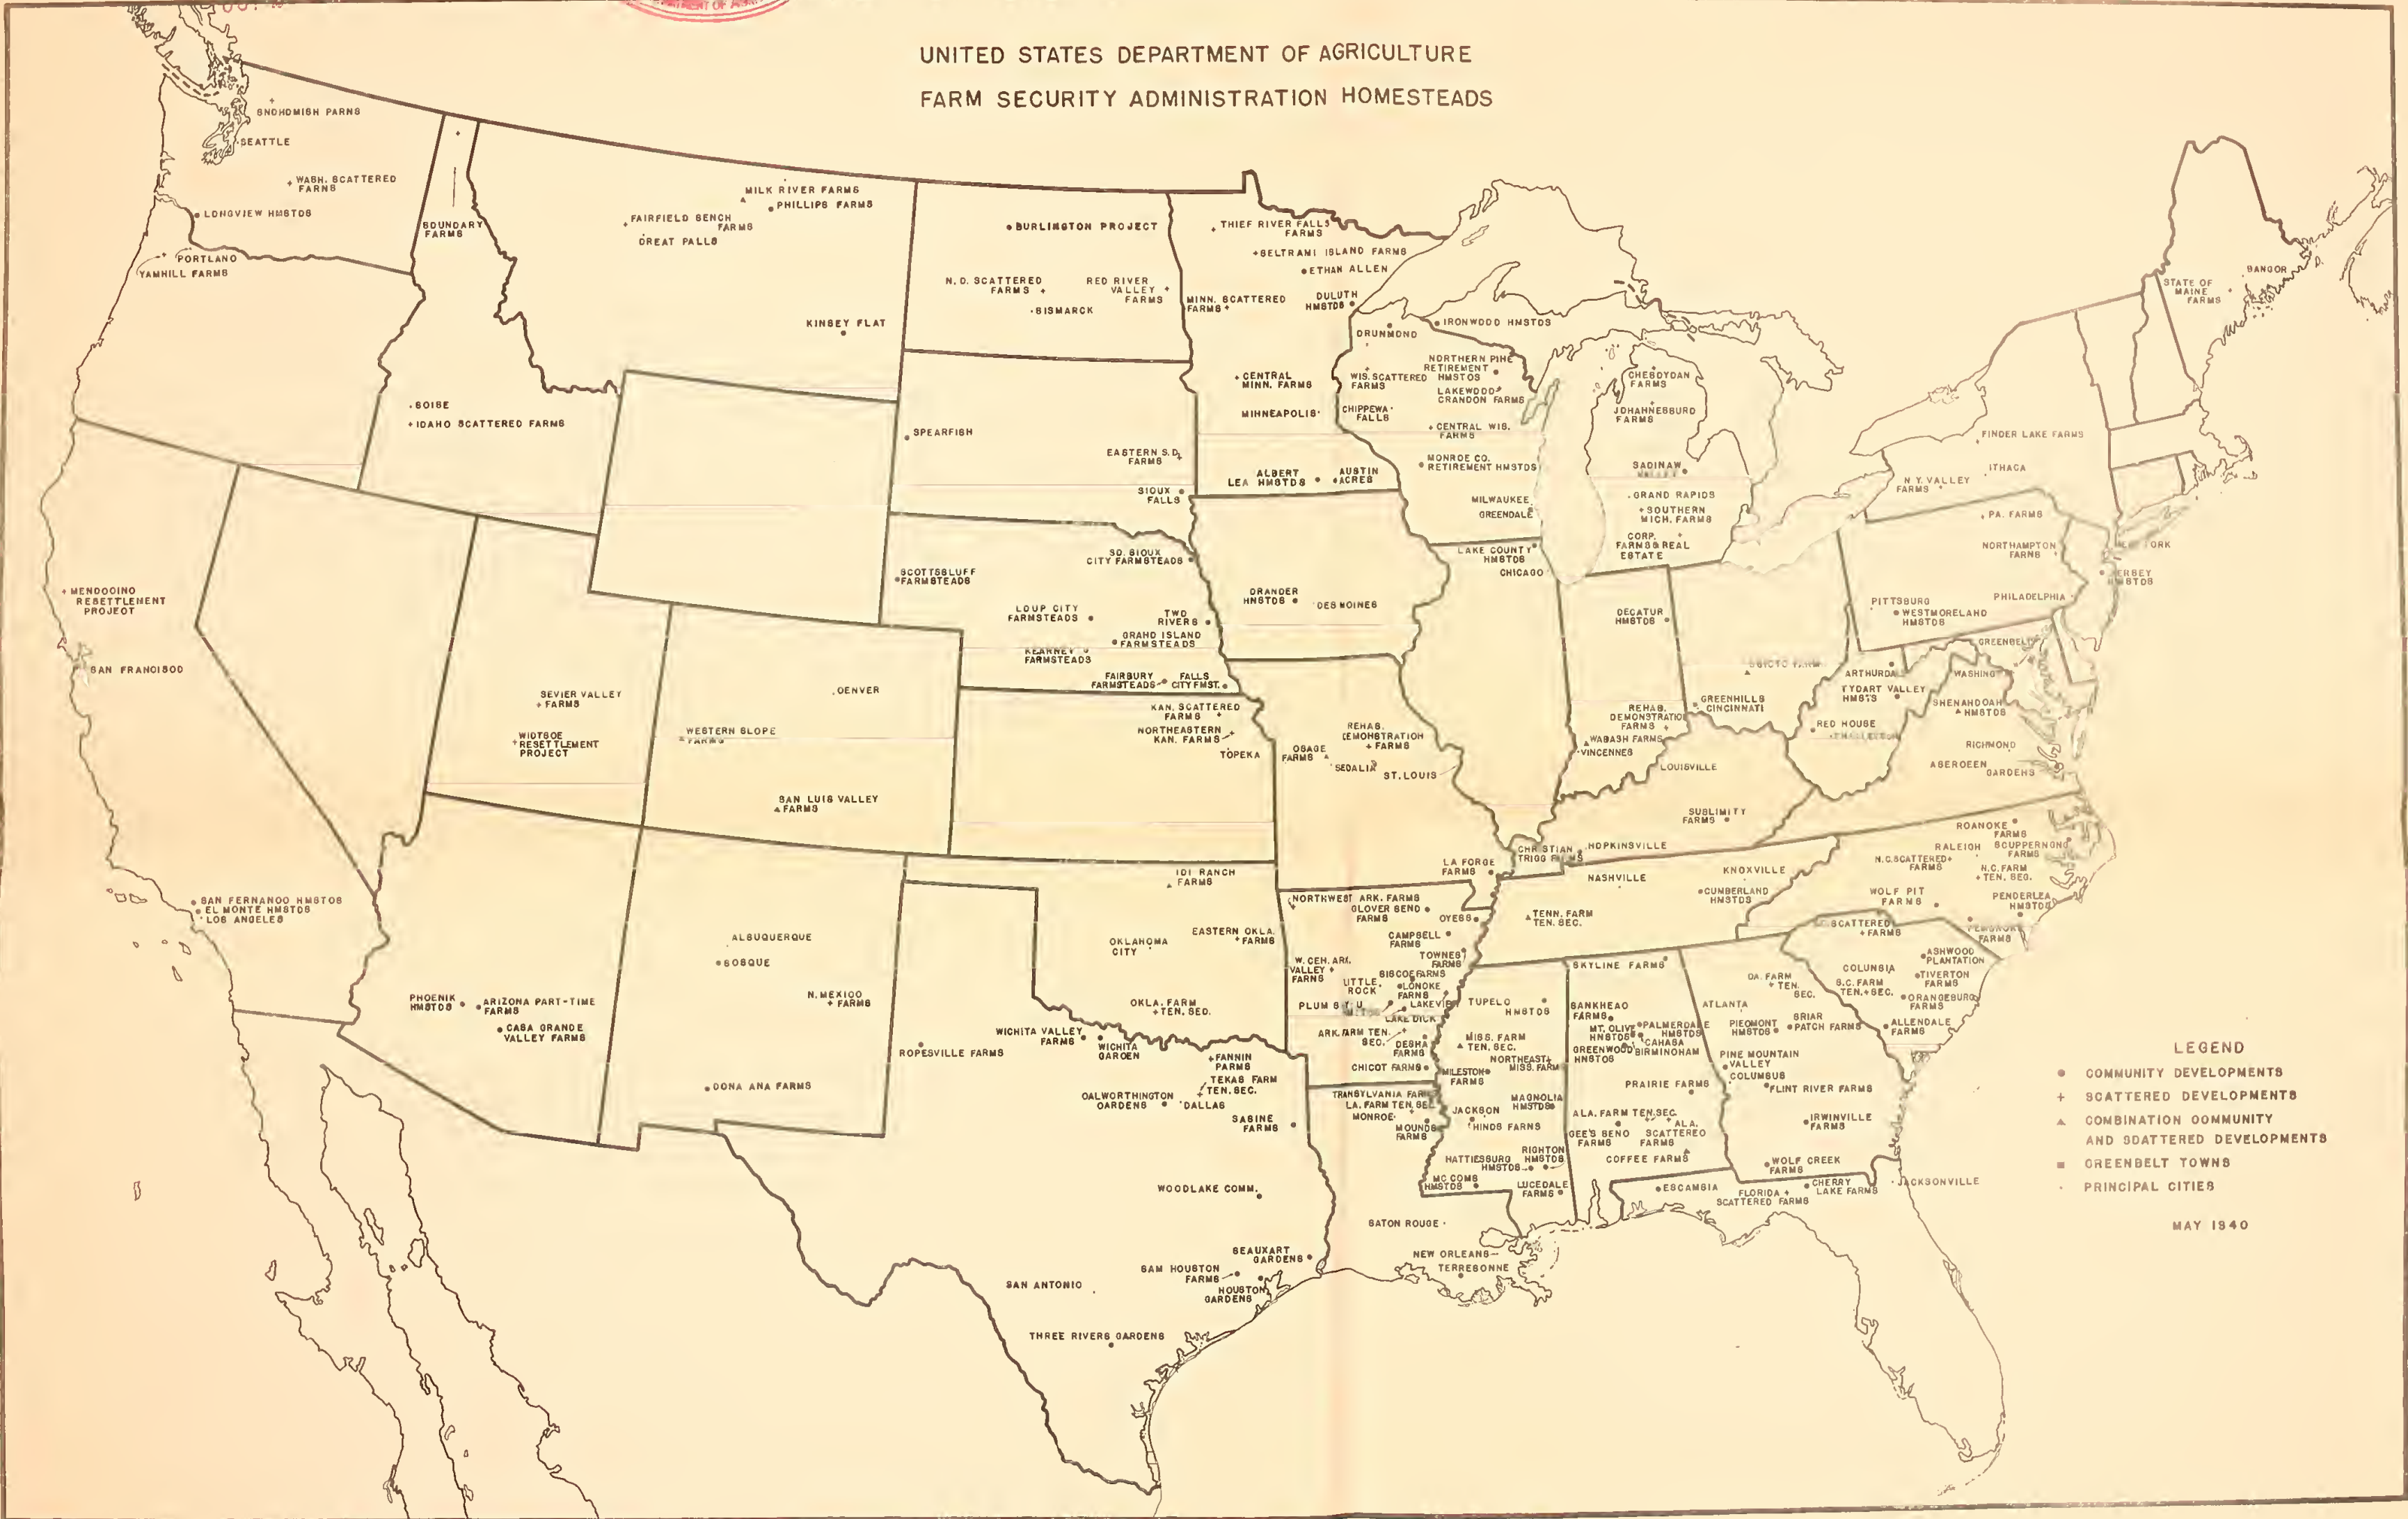 UNITED STATES DEPARTMENT OF AGRICULTURE
FARM SECURITY ADMINISTRATION HOMESTEADS
SNOHOMISH PARNS
SEATTLE
WASH. SCATTERED
FARNS
LONGVIEW HMSTDS
PORTLANO
YAMHILL FARMS
BOUNDARY
FARMS
BOISE
IDAHO SCATTERED FARMS
MILK RIVER FARMS
PHILLIPS FARMS
FAIRFIELD BENCH
FARMS
GREAT FALLS
KINSEY FLAT
BURLINGTON PROJECT
N.D. SCATTERED
FARMS
RED RIVER
VALLEY
FARMS
BISMARCK
SPEARFISH
EASTERN S.D.
FARMS
SIOUX
FALLS
THIEF RIVER FALLS
FARMS
BELTRAMI ISLAND FARMS
ETHAN ALLEN
MINN. SCATTERED
FARMS
DULUTH
HMSTDS
CENTRAL
MINN. FARMS
MINNEAPOLIS
ALBERT
LEA HMSTDS
AUSTIN
ACRES
IRONWOOD HMSTDS
DRUMMOND
NORTHERN PINE
RETIREMENT
HMSTDS
WIS. SCATTERED
FARMS
LAKEWOOD
CRANDON FARMS
CHIPPEWA
FALLS
CENTRAL WIS.
FARMS
MONROE CO.
RETIREMENT HMSTDS
MILWAUKEE
GREENDALE
CHEBOYGAN
FARMS
JOHANNESBURG
FARMS
SAGINAW
GRAND RAPIDS
SOUTHERN
MICH. FARMS
CORP.
FARMS & REAL
ESTATE
BANGOR
STATE OF
MAINE
FARMS
FINGER LAKE FARMS
ITHACA
N.Y. VALLEY
FARMS
PA. FARMS
NORTHAMPTON
FARMS
PITTSBURG
WESTMORELAND
HMSTDS
PHILADELPHIA
MENDOCINO
RESETTLEMENT
PROJECT
SAN FRANCISCO
SAN FERNANDO HMSTDS
EL MONTE HMSTDS
LOS ANGELES
SEVIER VALLEY
FARMS
WIDTSOE
RESETTLEMENT
PROJECT
DENVER
WESTERN SLOPE
FARMS
SAN LUIS VALLEY
FARMS
SCOTTSBLUFF
FARMSTEADS
SO. SIOUX
CITY FARMSTEADS
LOUP CITY
FARMSTEADS
TWO
RIVERS
GRAND ISLAND
FARMSTEADS
KEARNEY
FARMSTEADS
FAIRBURY
FARMSTEADS
FALLS
CITY FMST.
GRANGER
HMSTDS
DES MOINES
LAKE COUNTY
HMSTDS
CHICAGO
DECATUR
HMSTDS
REHAB.
DEMONSTRATION
FARMS
WABASH FARMS
VINCENNES
GREENHILLS
CINCINNATI
KAN. SCATTERED
FARMS
NORTHEASTERN
KAN. FARMS
TOPEKA
OSAGE
FARMS
REHAB.
DEMONSTRATION
FARMS
SEDALIA
ST. LOUIS
LA FORGE
FARMS
LOUISVILLE
SUBLIMITY
FARMS
CHRISTIAN
TRIGG FARMS
HOPKINSVILLE
NASHVILLE
KNOXVILLE
CUMBERLAND
HMSTDS
TENN. FARM
TEN. SEC.
GREENBELT
ARTHURDALE
TYGART VALLEY
HMSTS
WASHING
SHENANDOAH
HMSTDS
RED HOUSE
RICHMOND
ABERDEEN
GARDENS
ROANOKE
FARMS
RALEIGH
SCUPPERNONG
FARMS
N.C. SCATTERED
FARMS
N.C. FARM
TEN. SEC.
WOLF PIT
FARMS
PENDERLEA
HMSTDS
PEMBROKE
FARMS
SCATTERED
FARMS
ASHWOOD
PLANTATION
COLUMBIA
TIVERTON
FARMS
S.C. FARM
TEN. SEC.
ORANGEBURG
FARMS
ALLENDALE
FARMS
PHOENIX
HMSTDS
ARIZONA PART-TIME
FARMS
CASA GRANDE
VALLEY FARMS
ALBUQUERQUE
BOSQUE
N. MEXICO
FARMS
DONA ANA FARMS
IDI RANCH
FARMS
OKLAHOMA
CITY
EASTERN OKLA.
FARMS
OKLA. FARM
TEN. SEC.
ROPESVILLE FARMS
WICHITA VALLEY
FARMS
WICHITA
GARDEN
FANNIN
FARMS
TEXAS FARM
TEN. SEC.
DALWORTHINGTON
GARDENS
DALLAS
SABINE
FARMS
WOODLAKE COMM.
BEAUXART
GARDENS
SAM HOUSTON
FARMS
HOUSTON
GARDENS
SAN ANTONIO
THREE RIVERS GARDENS
NORTHWEST ARK. FARMS
CLOVER BEND
FARMS
DYESS
CAMPBELL
FARMS
TOWNES
FARMS
W. CEN. ARK.
VALLEY
FARMS
BISCOE FARMS
LITTLE
ROCK
LONOKE
FARMS
LAKEVIEW
LAKE DICK
ARK. FARM TEN.
SEC.
DESHA
FARMS
CHICOT FARMS
TRANSYLVANIA FARMS
LA. FARM TEN. SEC.
MONROE
MOUNDS
FARMS
BATON ROUGE
NEW ORLEANS
TERREBONNE
TUPELO
HMSTDS
MISS. FARM
TEN. SEC.
NORTHEAST
MISS. FARM
MILESTON
FARMS
MAGNOLIA
HMSTDS
JACKSON
HINDS FARMS
RICHTON
HMSTDS
HATTIESBURG
HMSTDS
MC COMB
HMSTDS
LUCEDALE
FARMS
SKYLINE FARMS
BANKHEAD
FARMS
MT. OLIVE
HMSTDS
PALMERDALE
HMSTDS
CAHABA
GREENWOOD
HMSTDS
BIRMINGHAM
PRAIRIE FARMS
ALA. FARM TEN. SEC.
GEE'S BEND
FARMS
ALA.
SCATTERED
FARMS
COFFEE FARMS
GA. FARM
TEN.
SEC.
ATLANTA
PIEDMONT
HMSTDS
BRIAR
PATCH FARMS
PINE MOUNTAIN
VALLEY
COLUMBUS
FLINT RIVER FARMS
IRWINVILLE
FARMS
WOLF CREEK
FARMS
ESCAMBIA
FLORIDA
SCATTERED FARMS
CHERRY
LAKE FARMS
JACKSONVILLE
LEGEND
COMMUNITY DEVELOPMENTS
SCATTERED DEVELOPMENTS
COMBINATION COMMUNITY
AND SCATTERED DEVELOPMENTS
GREENBELT TOWNS
PRINCIPAL CITIES
MAY 1940